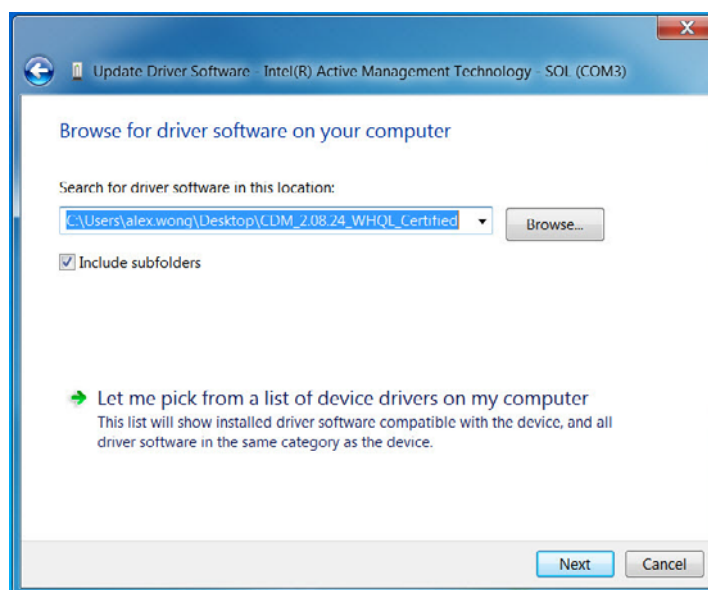 Update Driver Software - Intel(R) Active Management Technology - SOL (COM3)
Browse for driver software on your computer
Search for driver software in this location:
C:\Users\alex.wong\Desktop\CDM_2.08.24_WHQL_Certified
Browse...
Include subfolders
Let me pick from a list of device drivers on my computer
This list will show installed driver software compatible with the device, and all
driver software in the same category as the device.
Next
Cancel